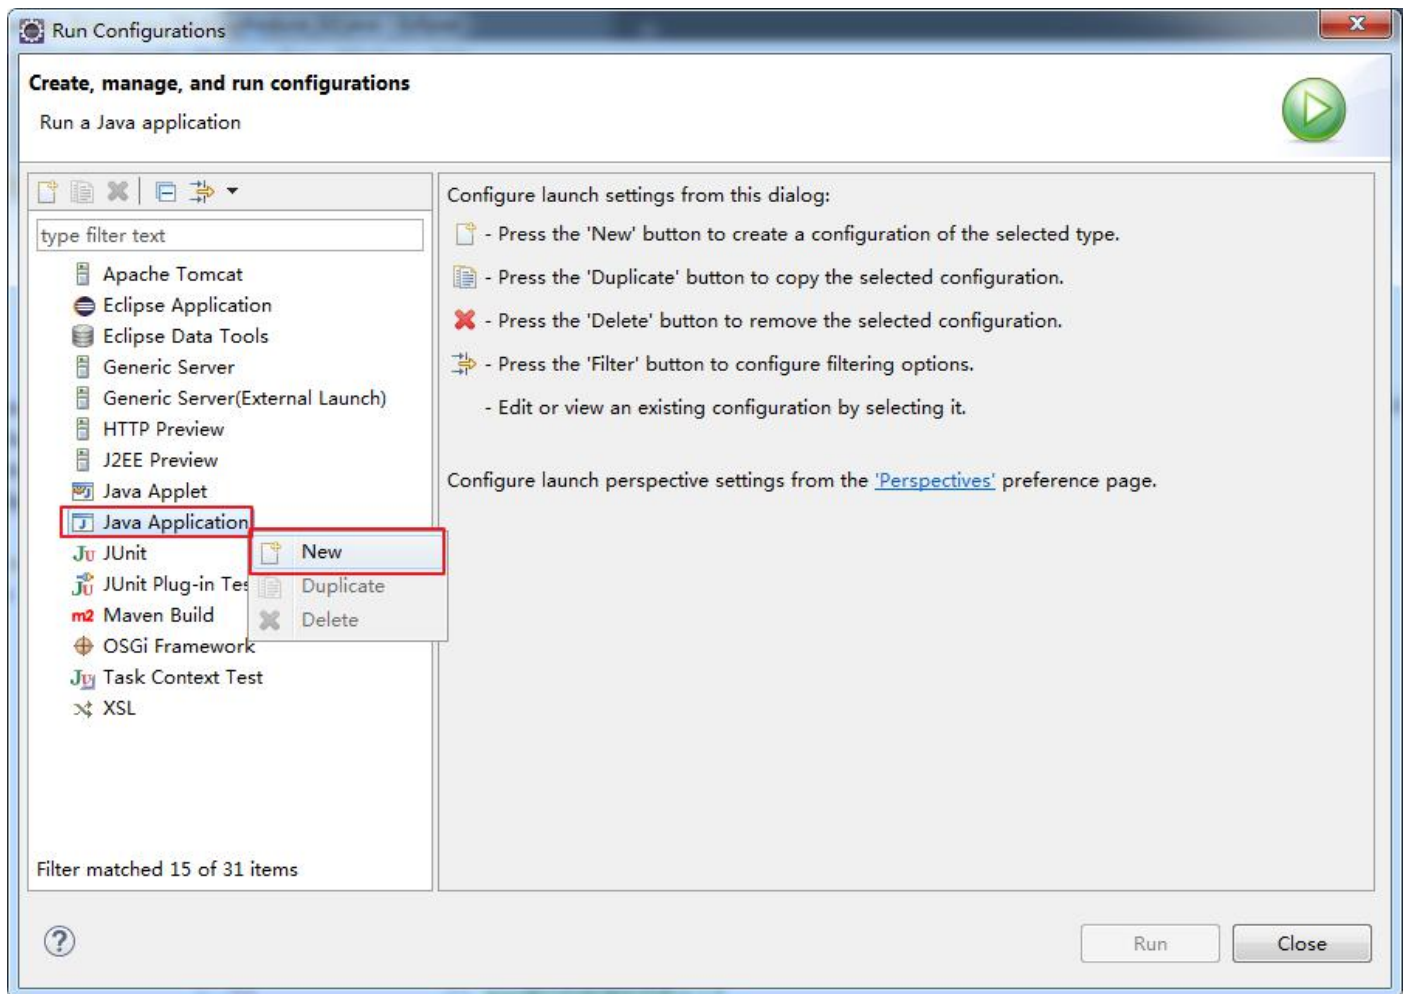 Run Configurations
Create, manage, and run configurations
Run a Java application
type filter text
Apache Tomcat
Eclipse Application
Eclipse Data Tools
Generic Server
Generic Server(External Launch)
HTTP Preview
J2EE Preview
Java Applet
Java Application
JUnit
JUnit Plug-in Tes
Maven Build
OSGi Framework
Task Context Test
XSL
New
Duplicate
Delete
Filter matched 15 of 31 items
Configure launch settings from this dialog:
- Press the 'New' button to create a configuration of the selected type.
- Press the 'Duplicate' button to copy the selected configuration.
- Press the 'Delete' button to remove the selected configuration.
- Press the 'Filter' button to configure filtering options.
- Edit or view an existing configuration by selecting it.
Configure launch perspective settings from the 'Perspectives' preference page.
Run
Close